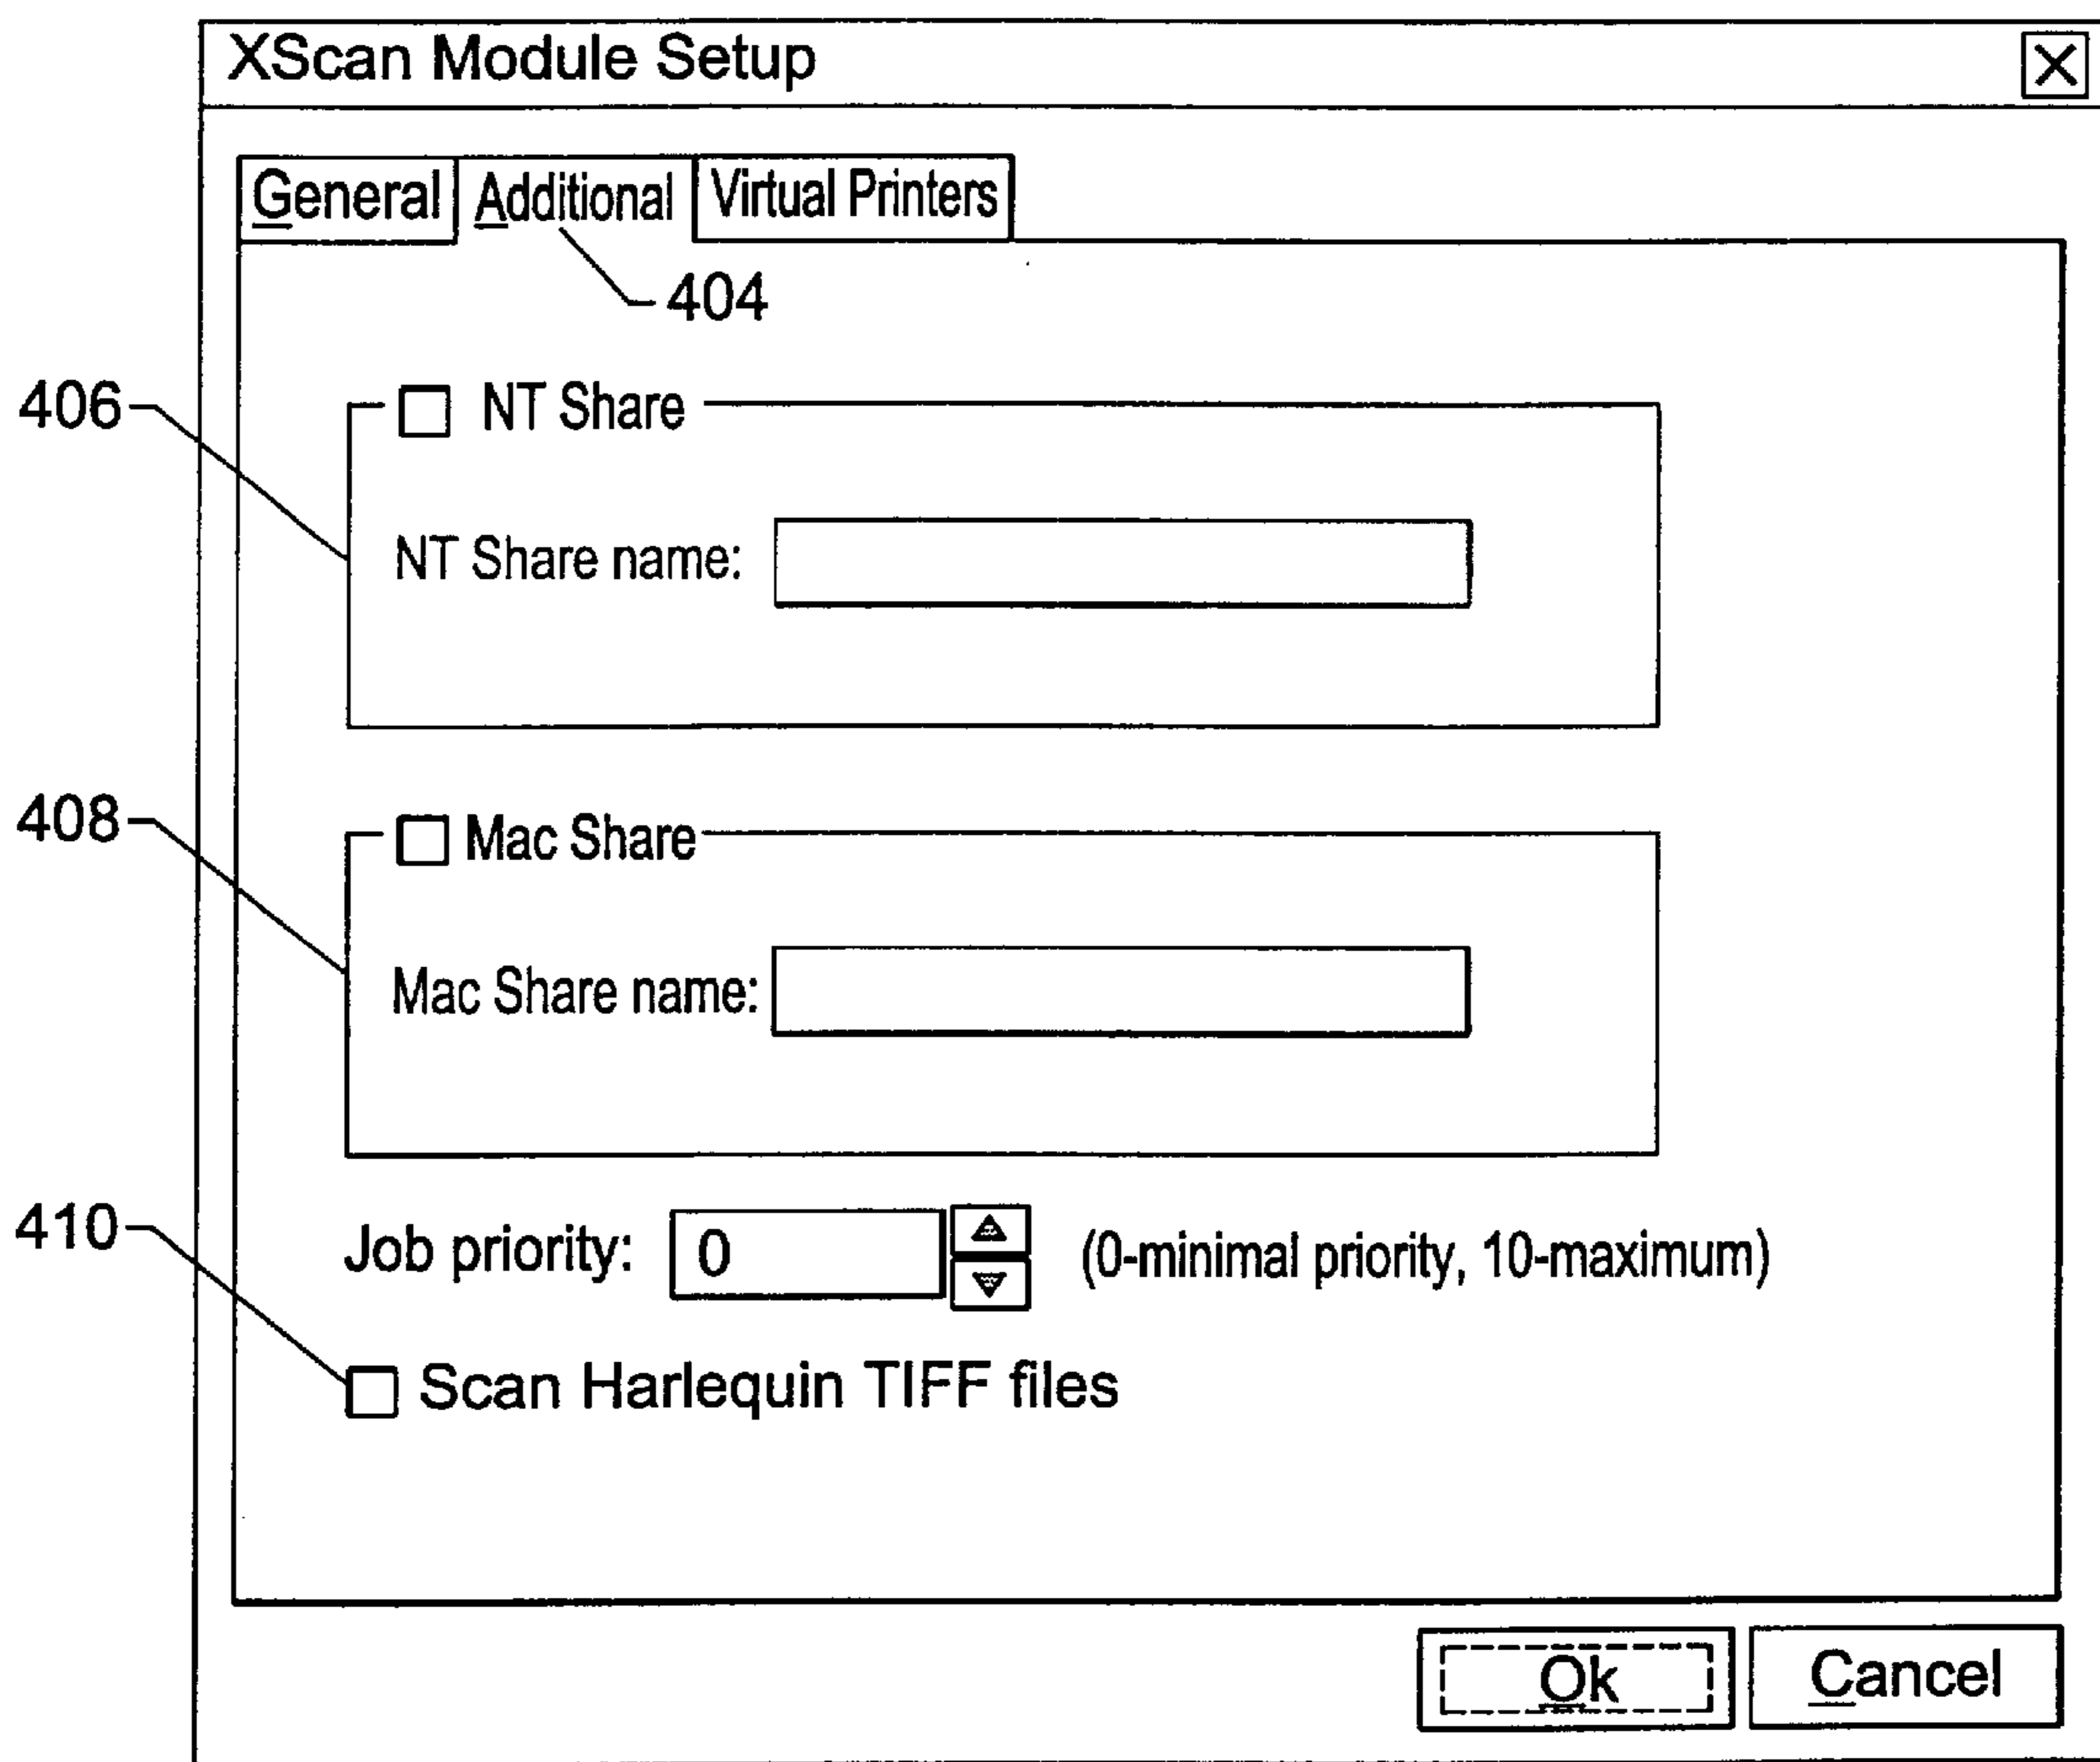 XScan Module Setup
General Additional Virtual Printers
404
406
NT Share
NT Share name:
408
Mac Share
Mac Share name:
410
Job priority: 0 (0-minimal priority, 10-maximum)
Scan Harlequin TIFF files
Ok Cancel